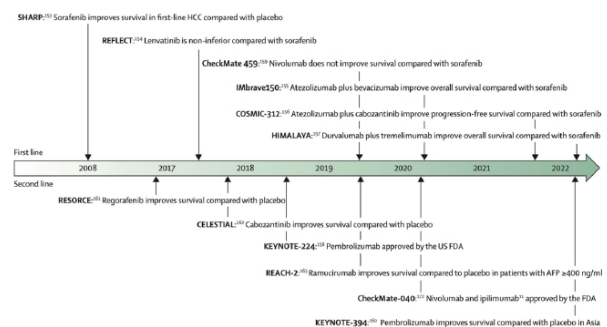 SHARP:¹⁵³ Sorafenib improves survival in first-line HCC compared with placebo
REFLECT:¹⁵⁴ Lenvatinib is non-inferior compared with sorafenib
CheckMate 459:¹⁵⁹ Nivolumab does not improve survival compared with sorafenib
IMbrave150:¹⁵⁵ Atezolizumab plus bevacizumab improve overall survival compared with sorafenib
COSMIC-312:¹⁵⁶ Atezolizumab plus cabozantinib improve progression-free survival compared with sorafenib
HIMALAYA:¹⁵⁷ Durvalumab plus tremelimumab improve overall survival compared with sorafenib
First line
2008 2017 2018 2019 2020 2021 2022
Second line
RESORCE:¹⁶¹ Regorafenib improves survival compared with placebo
CELESTIAL:¹⁶² Cabozantinib improves survival compared with placebo
KEYNOTE-224:¹⁵⁸ Pembrolizumab approved by the US FDA
REACH-2:¹⁶³ Ramucirumab improves survival compared to placebo in patients with AFP ≥400 ng/ml
CheckMate-040: Nivolumab and ipilimumab approved by the FDA
KEYNOTE-394:¹⁶⁰ Pembrolizumab improves survival compared with placebo in Asia